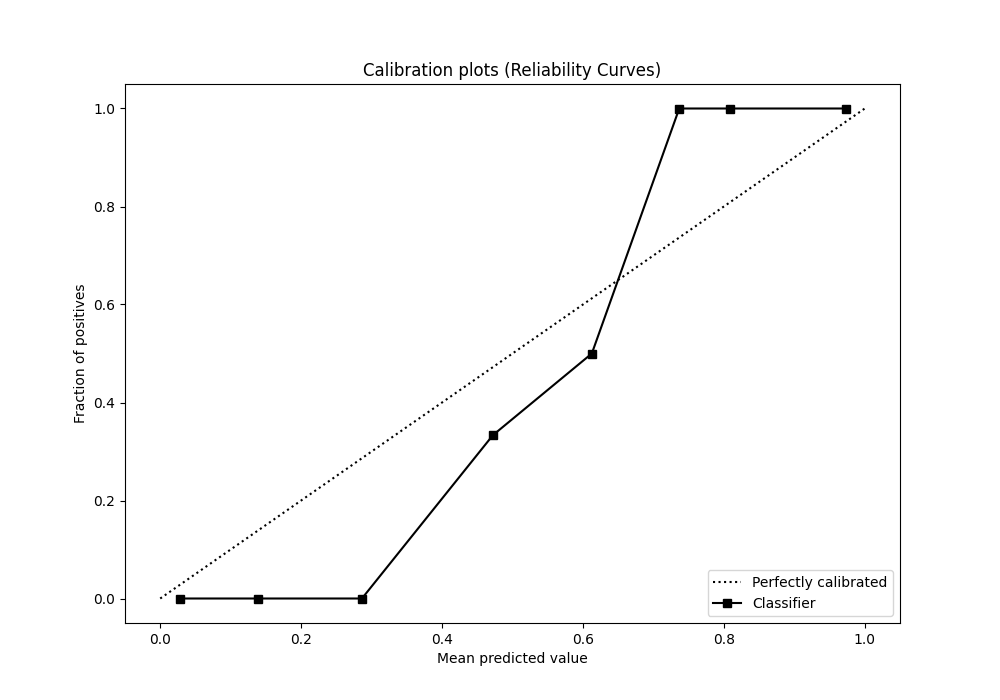 Calibration plots (Reliability Curves)
1.0
0.8
0.6
0.4
0.2
0.0
Fraction of positives
0.0 0.2 0.4 0.6 0.8 1.0
Mean predicted value
Perfectly calibrated
Classifier